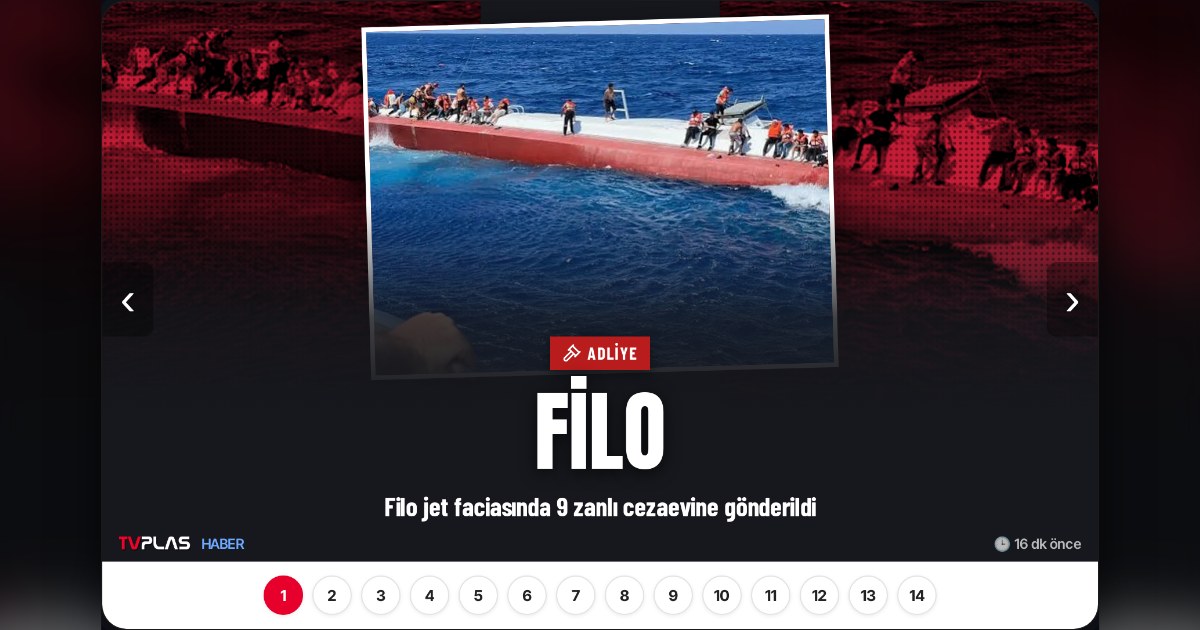 ADLİYE
FİLO
Filo jet faciasında 9 zanlı cezaevine gönderildi
TVPLAS HABER
16 dk önce
1 2 3 4 5 6 7 8 9 10 11 12 13 14